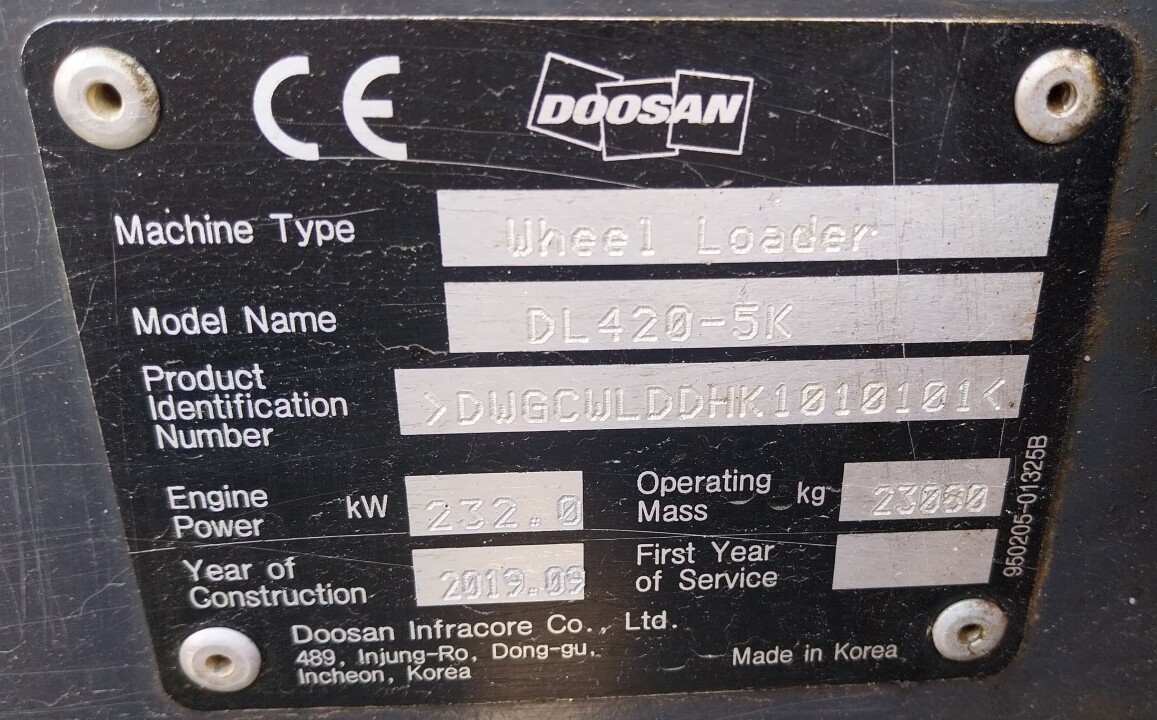 CE DOOSAN
Machine Type Wheel Loader
Model Name DL420-5K
Product
Identification
Number >DWGCWLDDHK1010101<
Engine
Power kW 232.0
Operating
Mass kg 23000
Year of
Construction 2019.09
First Year
of Service
Doosan Infracore Co., Ltd.
489, Injung-Ro, Dong-gu,
Incheon, Korea
Made in Korea
950205-01325B